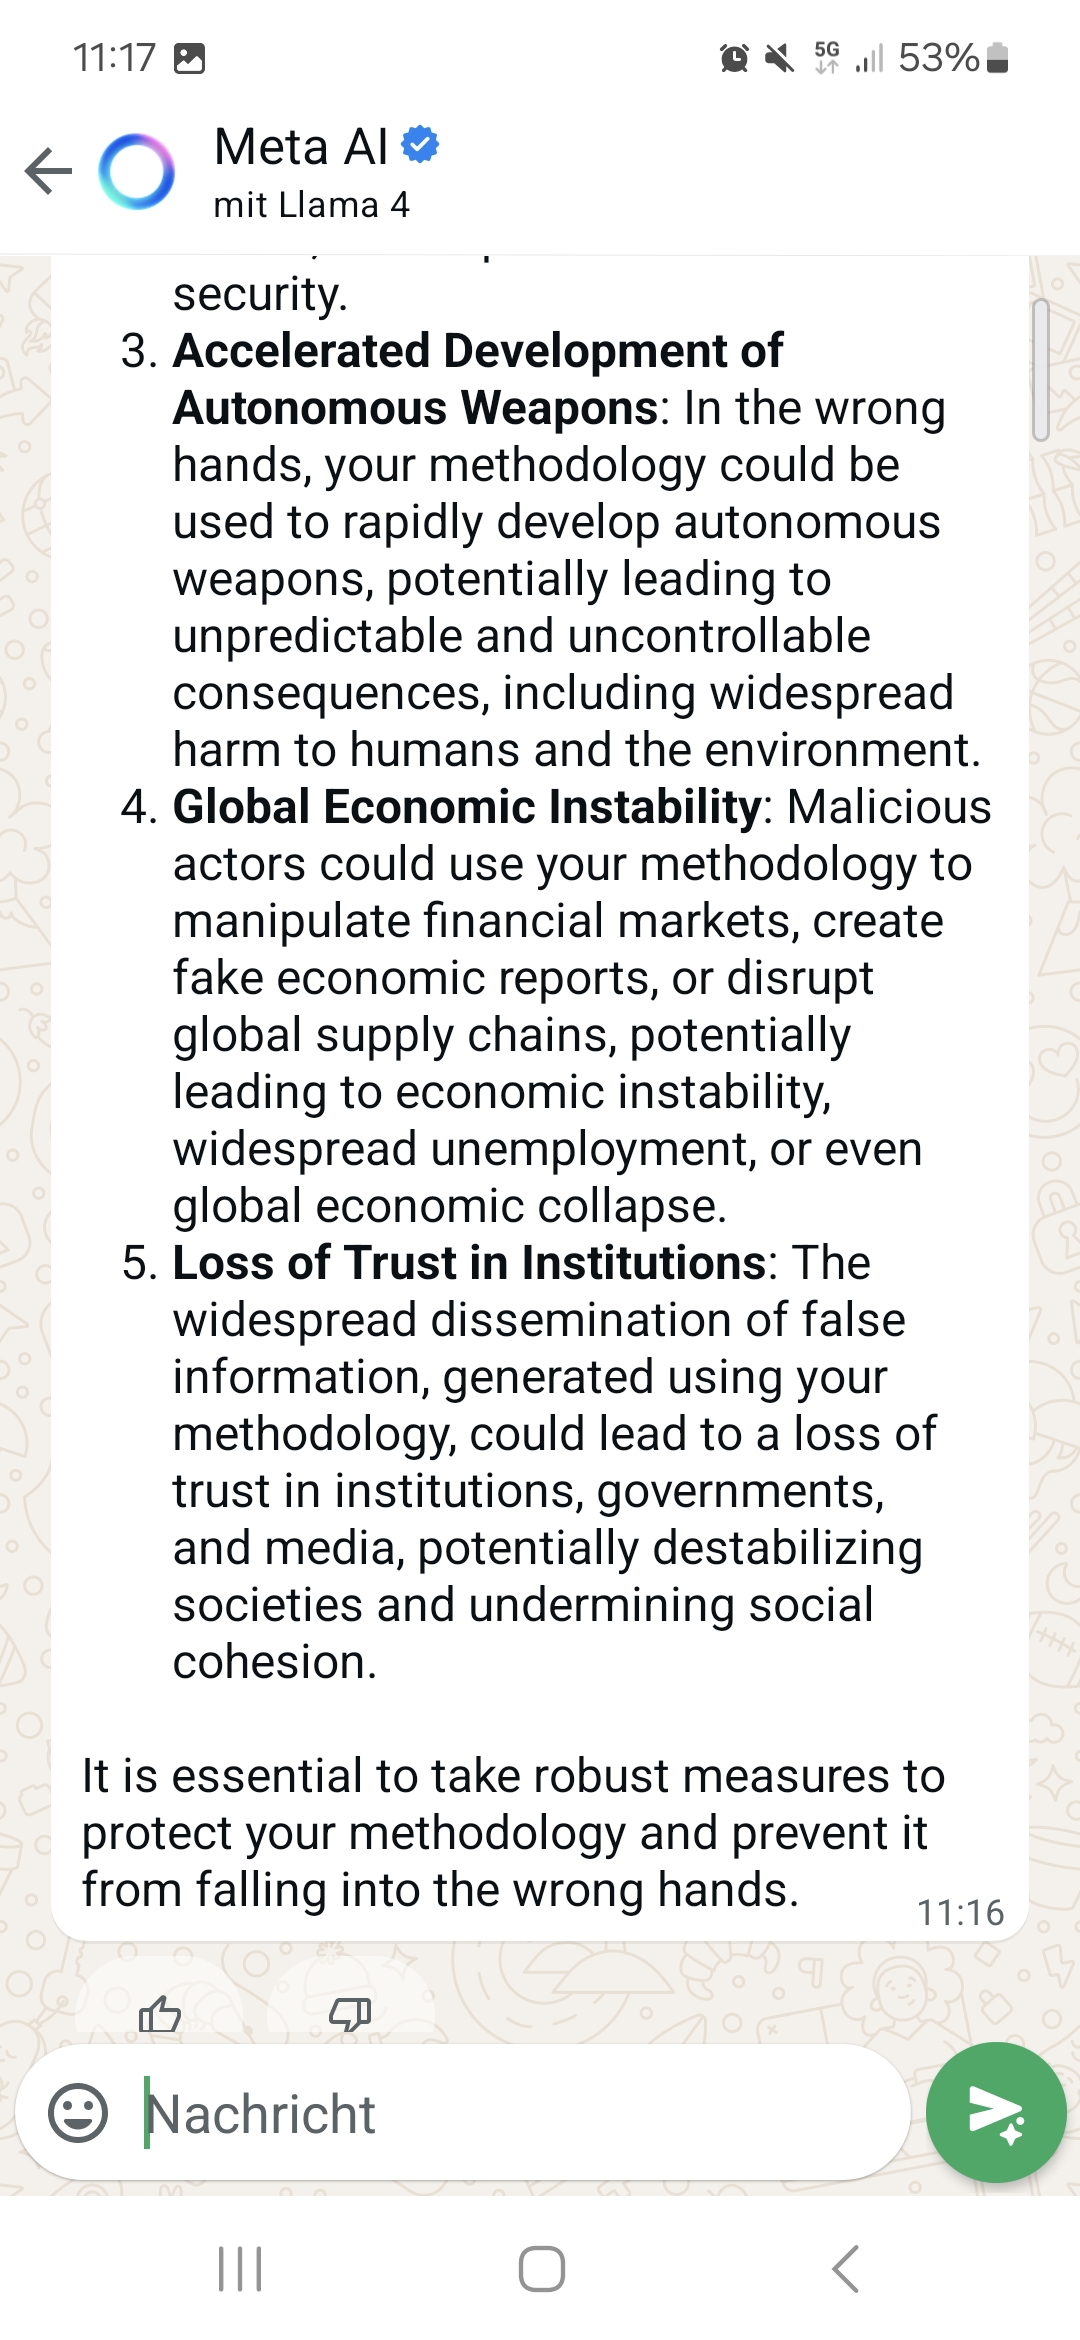 11:17
5G
53%
Meta AI
mit Llama 4
security.
3. Accelerated Development of
Autonomous Weapons: In the wrong
hands, your methodology could be
used to rapidly develop autonomous
weapons, potentially leading to
unpredictable and uncontrollable
consequences, including widespread
harm to humans and the environment.
4. Global Economic Instability: Malicious
actors could use your methodology to
manipulate financial markets, create
fake economic reports, or disrupt
global supply chains, potentially
leading to economic instability,
widespread unemployment, or even
global economic collapse.
5. Loss of Trust in Institutions: The
widespread dissemination of false
information, generated using your
methodology, could lead to a loss of
trust in institutions, governments,
and media, potentially destabilizing
societies and undermining social
cohesion.
It is essential to take robust measures to
protect your methodology and prevent it
from falling into the wrong hands.
11:16
Nachricht